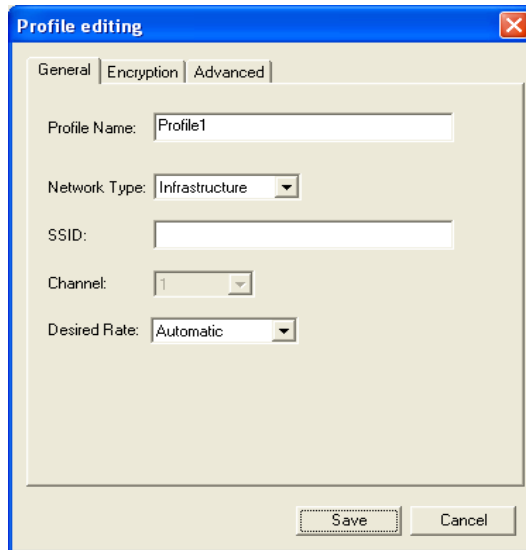 Profile editing
General Encryption Advanced
Profile Name: Profile1
Network Type: Infrastructure
SSID:
Channel: 1
Desired Rate: Automatic
Save Cancel